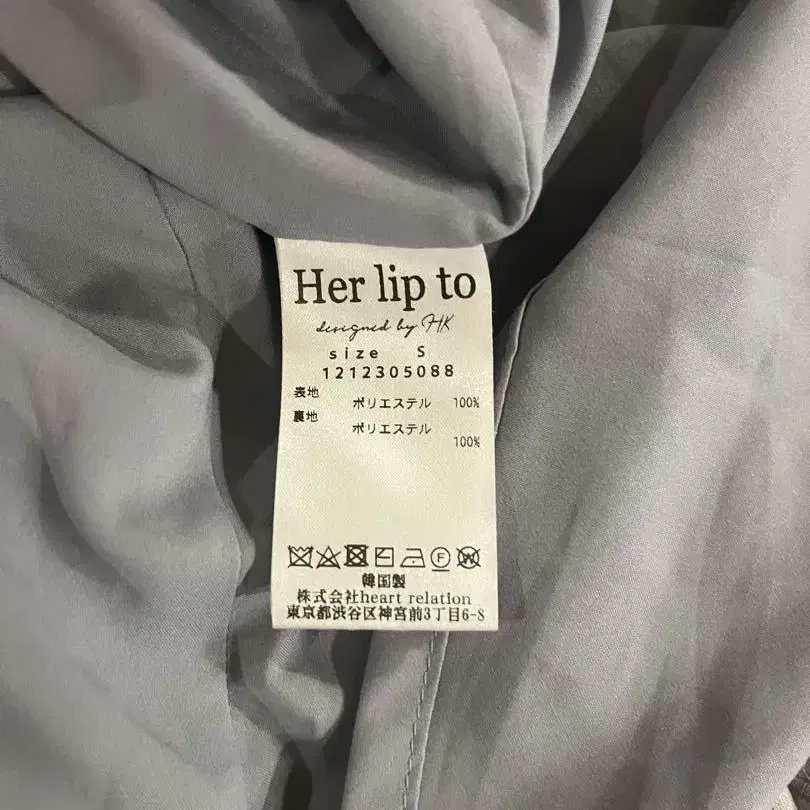 Her lip to
designed by HK
size S
1212305088
表地 ポリエステル 100%
裏地 ポリエステル 100%
韓国製
株式会社heart relation
東京都渋谷区神宮前3丁目6-8